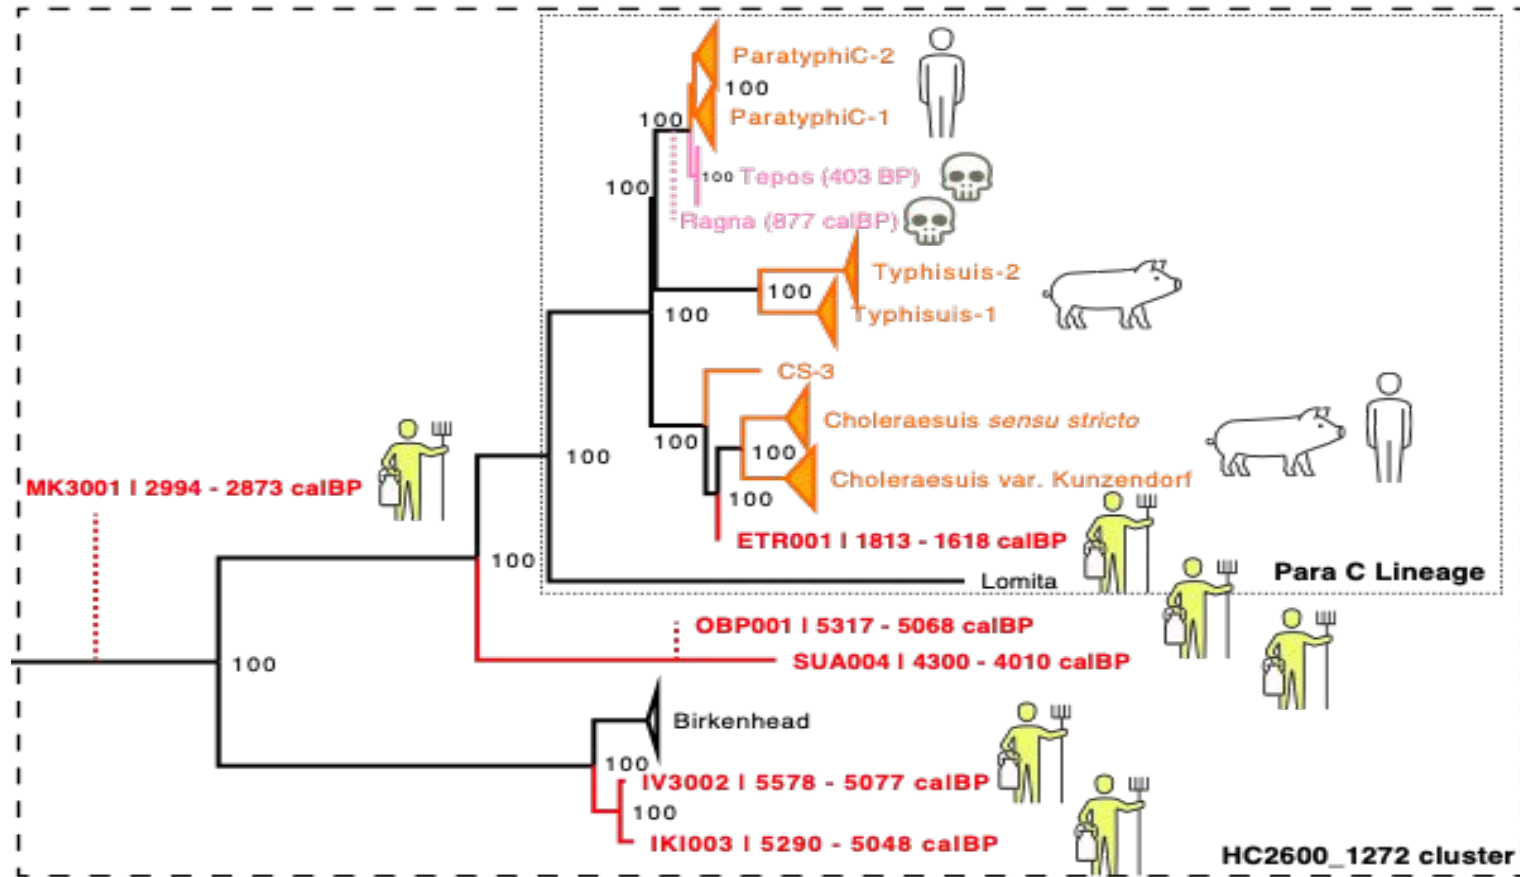 ParatyphiC-2
100
ParatyphiC-1
100
100 Tepos (403 BP)
100
Ragna (877 calBP)
Typhisuis-2
100
Typhisuis-1
100
CS-3
Choleraesuis sensu stricto
100
100
100
Choleraesuis var. Kunzendorf
MK3001 | 2994 - 2873 calBP
100
ETR001 | 1813 - 1618 calBP
100
Lomita
Para C Lineage
OBP001 | 5317 - 5068 calBP
SUA004 | 4300 - 4010 calBP
100
Birkenhead
100
IV3002 | 5578 - 5077 calBP
100
IKI003 | 5290 - 5048 calBP
HC2600_1272 cluster